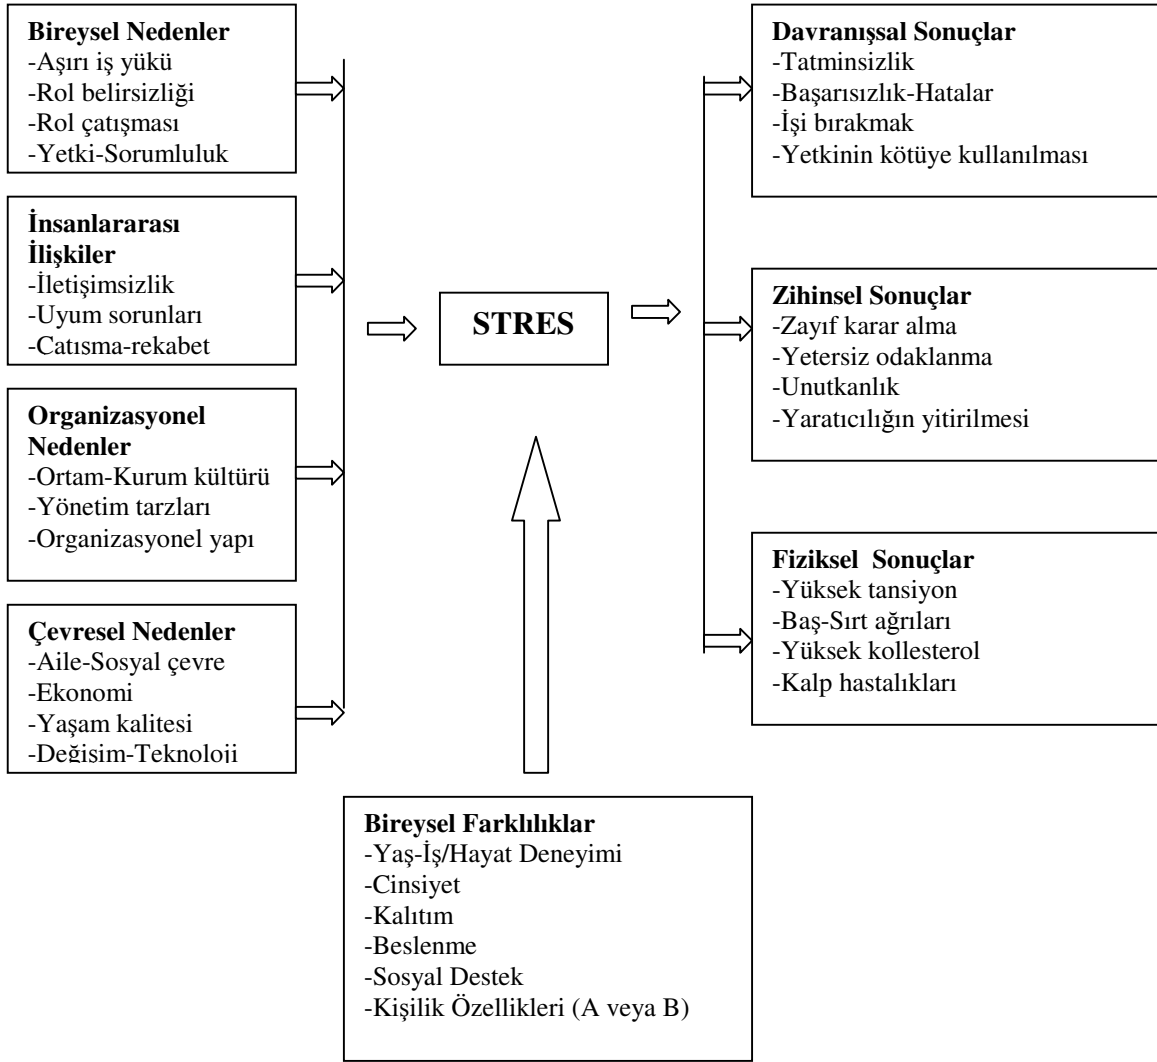 Bireysel Nedenler
-Aşırı iş yükü
-Rol belirsizliği
-Rol çatışması
-Yetki-Sorumluluk
İnsanlararası
İlişkiler
-İletişimsizlik
-Uyum sorunları
-Catısma-rekabet
Organizasyonel
Nedenler
-Ortam-Kurum kültürü
-Yönetim tarzları
-Organizasyonel yapı
Çevresel Nedenler
-Aile-Sosyal çevre
-Ekonomi
-Yaşam kalitesi
-Değisim-Teknoloji
STRES
Davranışsal Sonuçlar
-Tatminsizlik
-Başarısızlık-Hatalar
-İşi bırakmak
-Yetkinin kötüye kullanılması
Zihinsel Sonuçlar
-Zayıf karar alma
-Yetersiz odaklanma
-Unutkanlık
-Yaratıcılığın yitirilmesi
Fiziksel Sonuçlar
-Yüksek tansiyon
-Baş-Sırt ağrıları
-Yüksek kollesterol
-Kalp hastalıkları
Bireysel Farklılıklar
-Yaş-İş/Hayat Deneyimi
-Cinsiyet
-Kalıtım
-Beslenme
-Sosyal Destek
-Kişilik Özellikleri (A veya B)